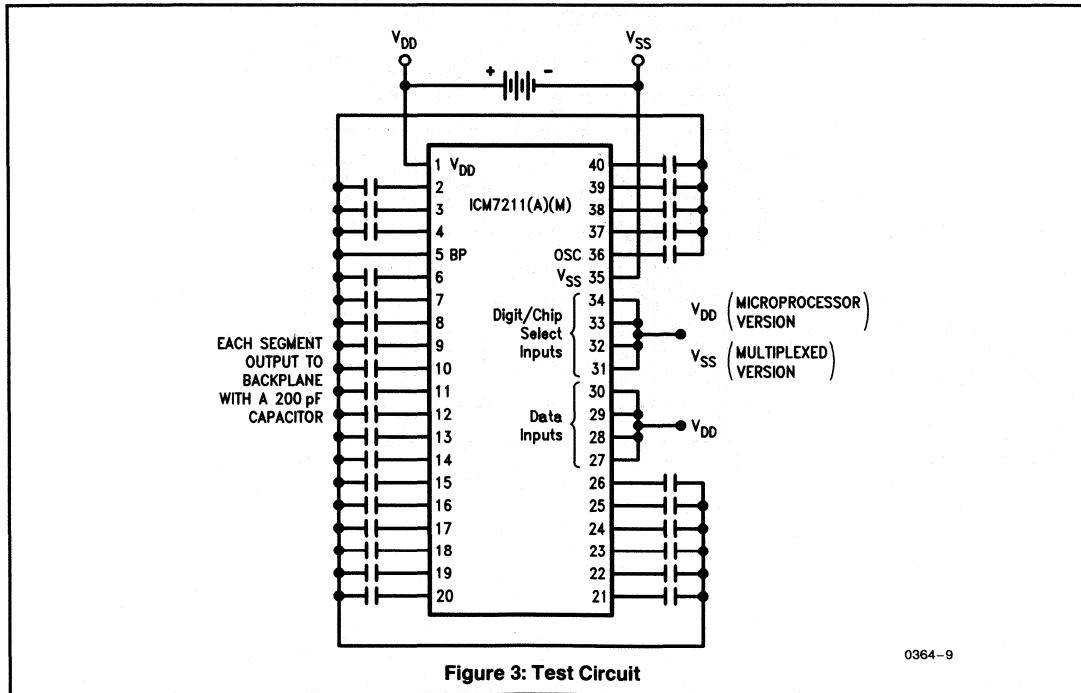 V_DD
V_SS
+ -
1 V_DD
2
3
4
5 BP
6
7
8
9
10
11
12
13
14
15
16
17
18
19
20
ICM7211(A)(M)
40
39
38
37
OSC 36
V_SS 35
34
33
32
31
30
29
28
27
26
25
24
23
22
21
Digit/Chip
Select
Inputs
Data
Inputs
V_DD (MICROPROCESSOR
VERSION)
V_SS (MULTIPLEXED
VERSION)
V_DD
EACH SEGMENT
OUTPUT TO
BACKPLANE
WITH A 200 pF
CAPACITOR
0364-9
Figure 3: Test Circuit